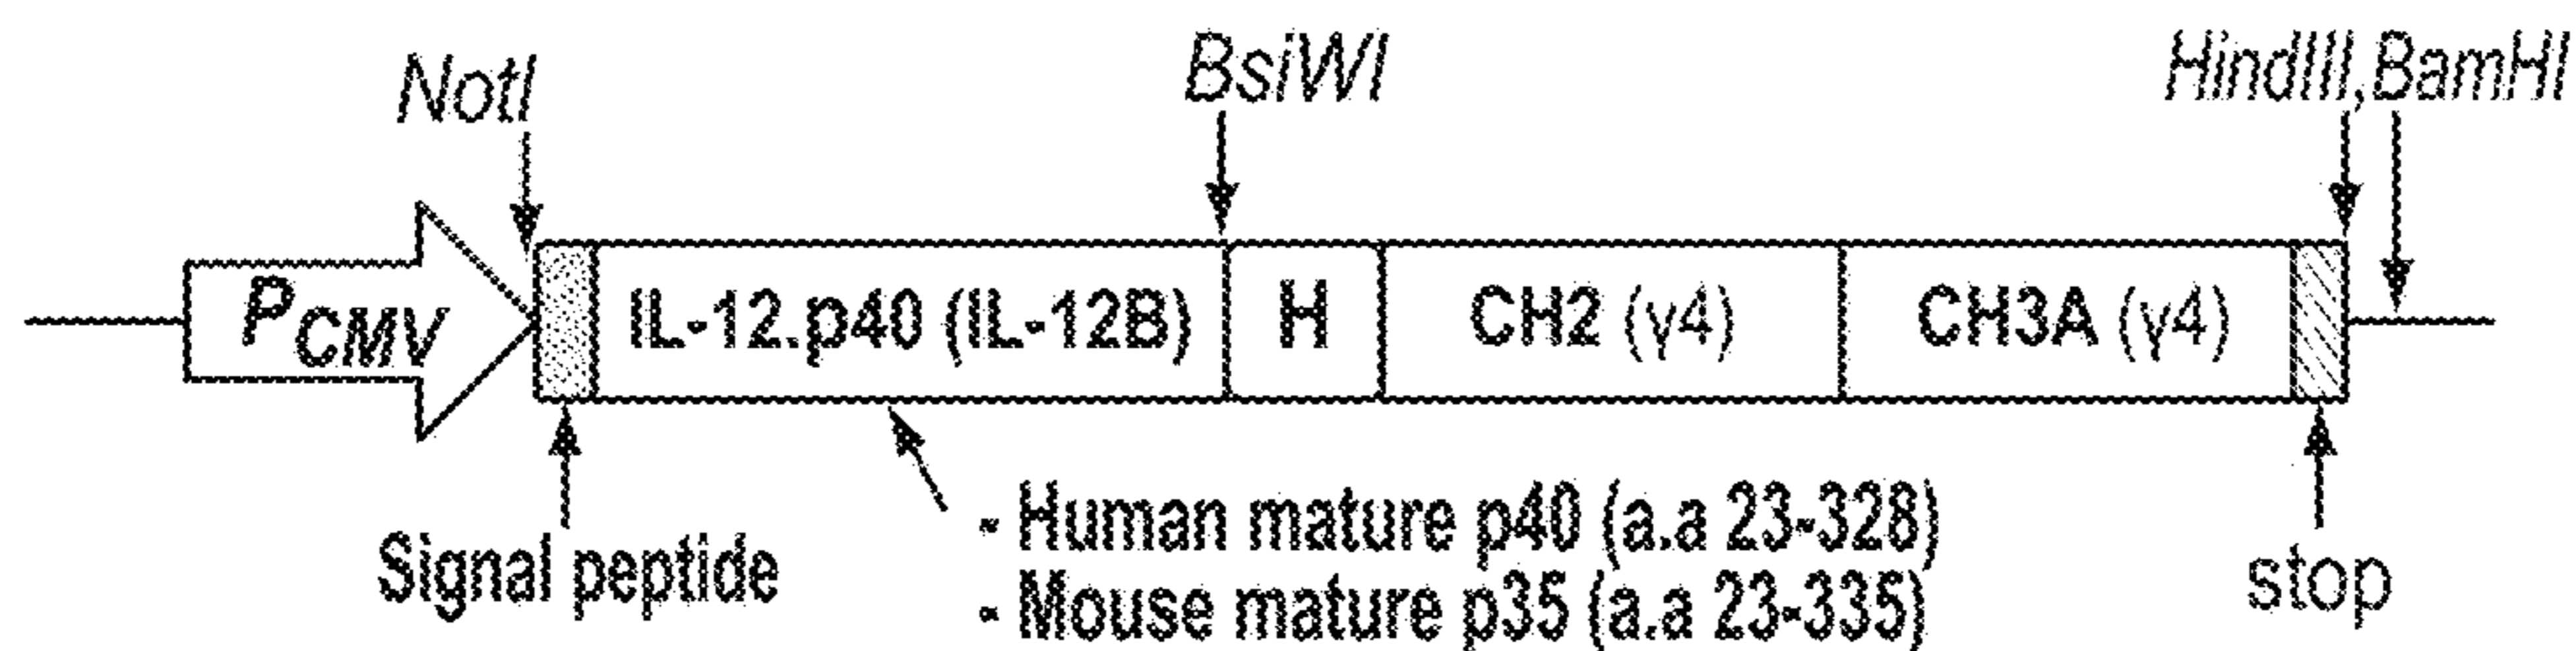 NotI
BsiWI
HindIII,BamHI
PCMV
IL-12.p40 (IL-12B)
H
CH2 (γ4)
CH3A (γ4)
Signal peptide
- Human mature p40 (a.a 23-328)
- Mouse mature p35 (a.a 23-335)
stop